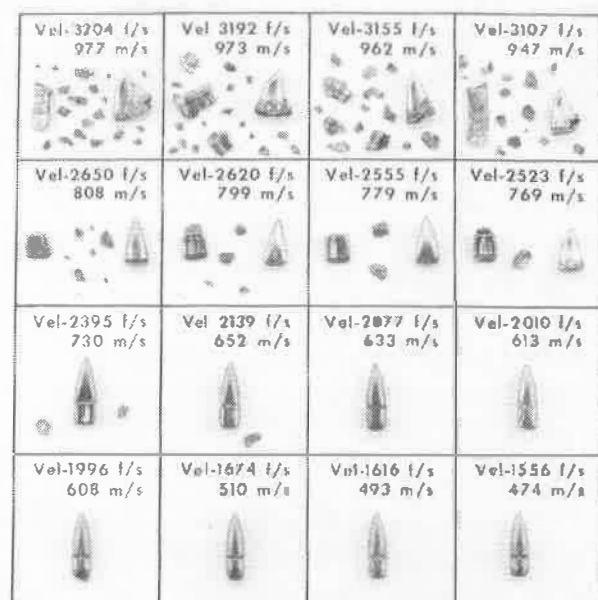 Vel-3204 f/s
977 m/s
Vel 3192 f/s
973 m/s
Vel-3155 f/s
962 m/s
Vel-3107 f/s
947 m/s
Vel-2650 f/s
808 m/s
Vel-2620 f/s
799 m/s
Vel-2555 f/s
779 m/s
Vel-2523 f/s
769 m/s
Vel-2395 f/s
730 m/s
Vel 2139 f/s
652 m/s
Vel-2077 f/s
633 m/s
Vel-2010 f/s
613 m/s
Vel-1996 f/s
608 m/s
Vel-1674 f/s
510 m/s
Vel-1616 f/s
493 m/s
Vel-1556 f/s
474 m/s